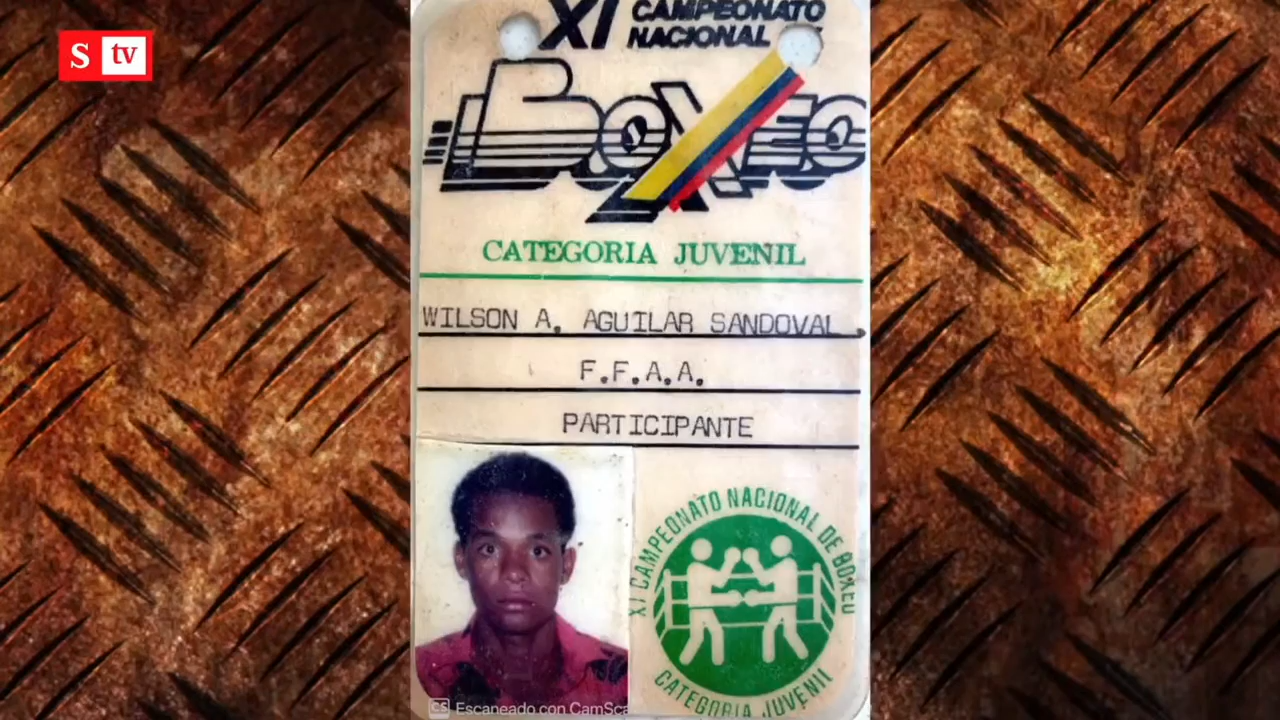 S tv
XI CAMPEONATO
NACIONAL
BOXEO
CATEGORIA JUVENIL
WILSON A. AGUILAR SANDOVAL.
F.F.A.A.
PARTICIPANTE
XI CAMPEONATO NACIONAL DE BOXEO
CATEGORIA JUVENIL
CS Escaneado con